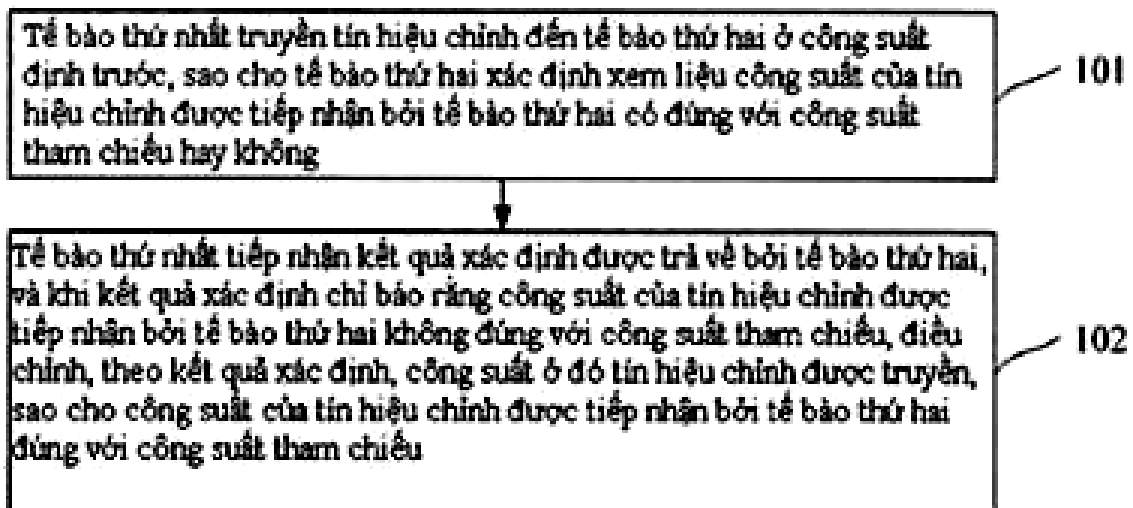 Tế bào thứ nhất truyền tín hiệu chỉnh đến tế bào thứ hai ở công suất
định trước, sao cho tế bào thứ hai xác định xem liệu công suất của tín
hiệu chỉnh được tiếp nhận bởi tế bào thứ hai có đúng với công suất
tham chiếu hay không
101
Tế bào thứ nhất tiếp nhận kết quả xác định được trả về bởi tế bào thứ hai,
và khi kết quả xác định chỉ báo rằng công suất của tín hiệu chỉnh được
tiếp nhận bởi tế bào thứ hai không đúng với công suất tham chiếu, điều
chỉnh, theo kết quả xác định, công suất ở đó tín hiệu chỉnh được truyền,
sao cho công suất của tín hiệu chỉnh được tiếp nhận bởi tế bào thứ hai
đúng với công suất tham chiếu
102